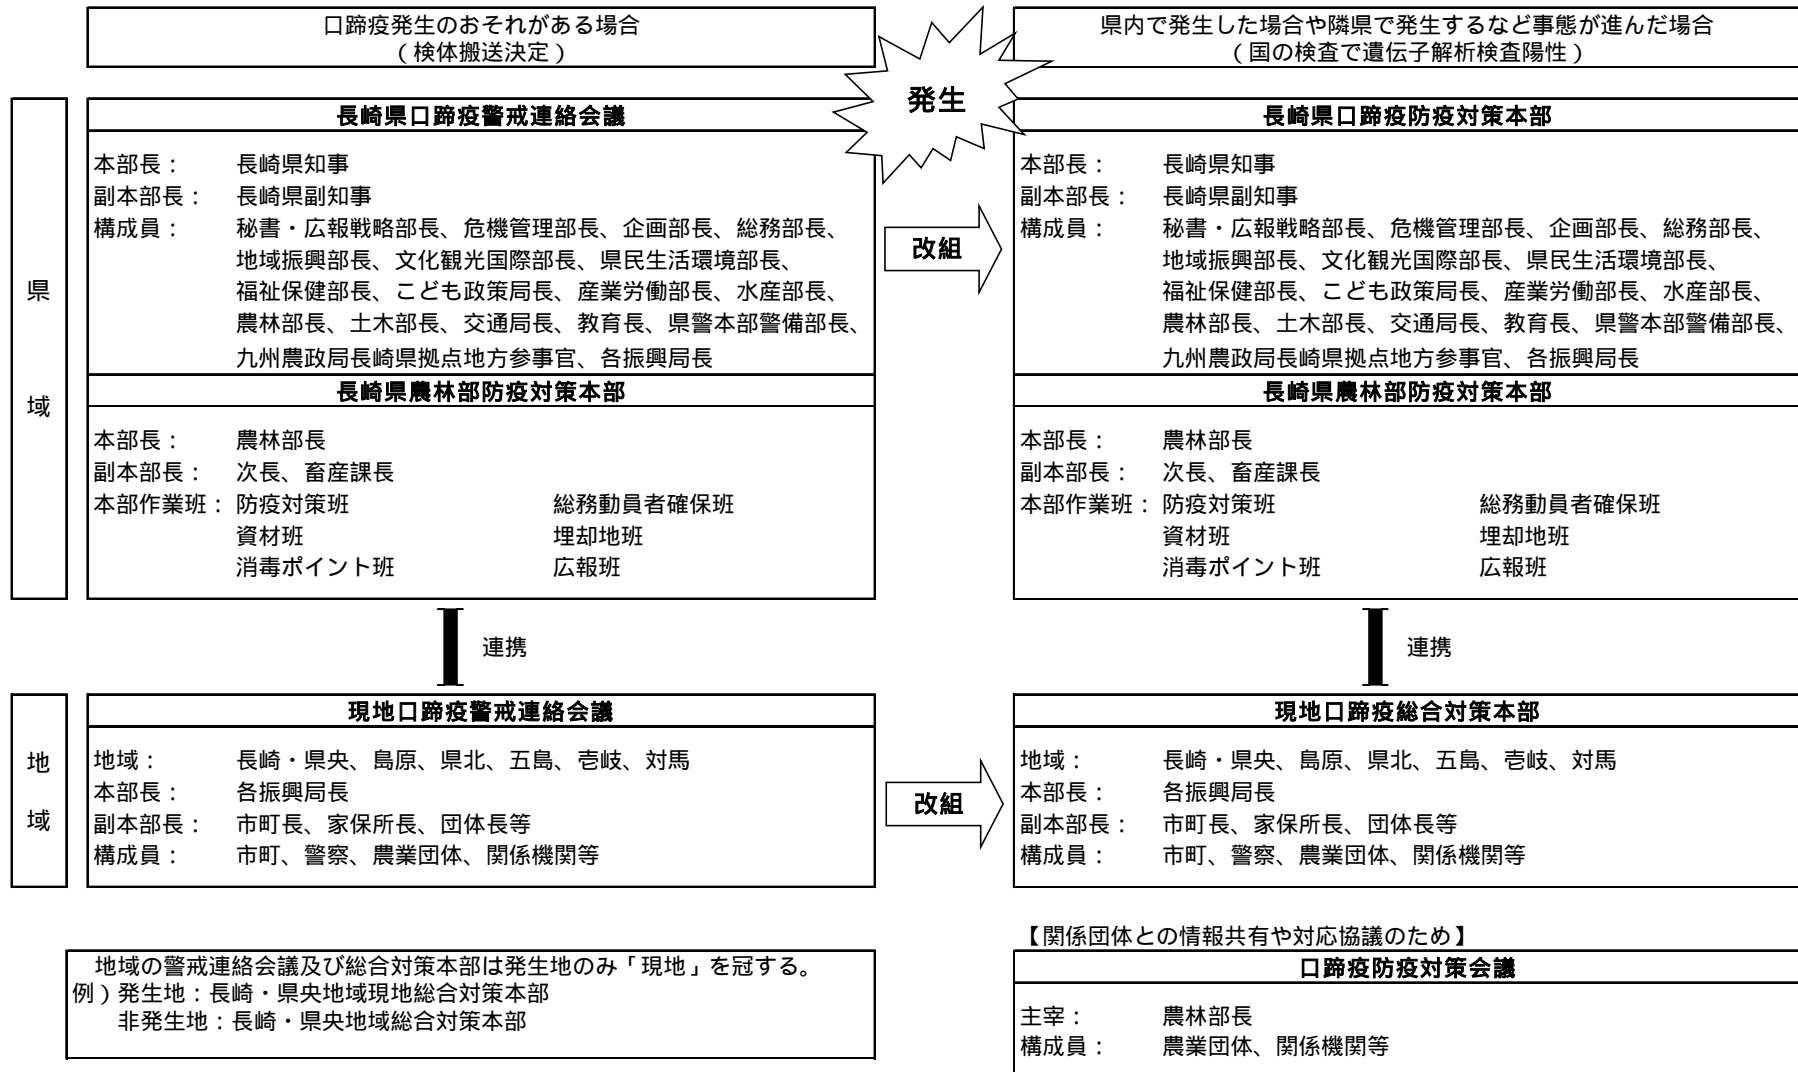 口蹄疫発生のおそれがある場合
（検体搬送決定）
発生
県内で発生した場合や隣県で発生するなど事態が進んだ場合
（国の検査で遺伝子解析検査陽性）
県域
長崎県口蹄疫警戒連絡会議
本部長： 長崎県知事
副本部長： 長崎県副知事
構成員： 秘書・広報戦略部長、危機管理部長、企画部長、総務部長、
地域振興部長、文化観光国際部長、県民生活環境部長、
福祉保健部長、こども政策局長、産業労働部長、水産部長、
農林部長、土木部長、交通局長、教育長、県警本部警備部長、
九州農政局長崎県拠点地方参事官、各振興局長
長崎県農林部防疫対策本部
本部長： 農林部長
副本部長： 次長、畜産課長
本部作業班： 防疫対策班 総務動員者確保班
資材班 埋却地班
消毒ポイント班 広報班
改組
長崎県口蹄疫防疫対策本部
本部長： 長崎県知事
副本部長： 長崎県副知事
構成員： 秘書・広報戦略部長、危機管理部長、企画部長、総務部長、
地域振興部長、文化観光国際部長、県民生活環境部長、
福祉保健部長、こども政策局長、産業労働部長、水産部長、
農林部長、土木部長、交通局長、教育長、県警本部警備部長、
九州農政局長崎県拠点地方参事官、各振興局長
長崎県農林部防疫対策本部
本部長： 農林部長
副本部長： 次長、畜産課長
本部作業班： 防疫対策班 総務動員者確保班
資材班 埋却地班
消毒ポイント班 広報班
連携
連携
地域
現地口蹄疫警戒連絡会議
地域： 長崎・県央、島原、県北、五島、壱岐、対馬
本部長： 各振興局長
副本部長： 市町長、家保所長、団体長等
構成員： 市町、警察、農業団体、関係機関等
改組
現地口蹄疫総合対策本部
地域： 長崎・県央、島原、県北、五島、壱岐、対馬
本部長： 各振興局長
副本部長： 市町長、家保所長、団体長等
構成員： 市町、警察、農業団体、関係機関等
地域の警戒連絡会議及び総合対策本部は発生地のみ「現地」を冠する。
例）発生地：長崎・県央地域現地総合対策本部
非発生地：長崎・県央地域総合対策本部
【関係団体との情報共有や対応協議のため】
口蹄疫防疫対策会議
主宰： 農林部長
構成員： 農業団体、関係機関等